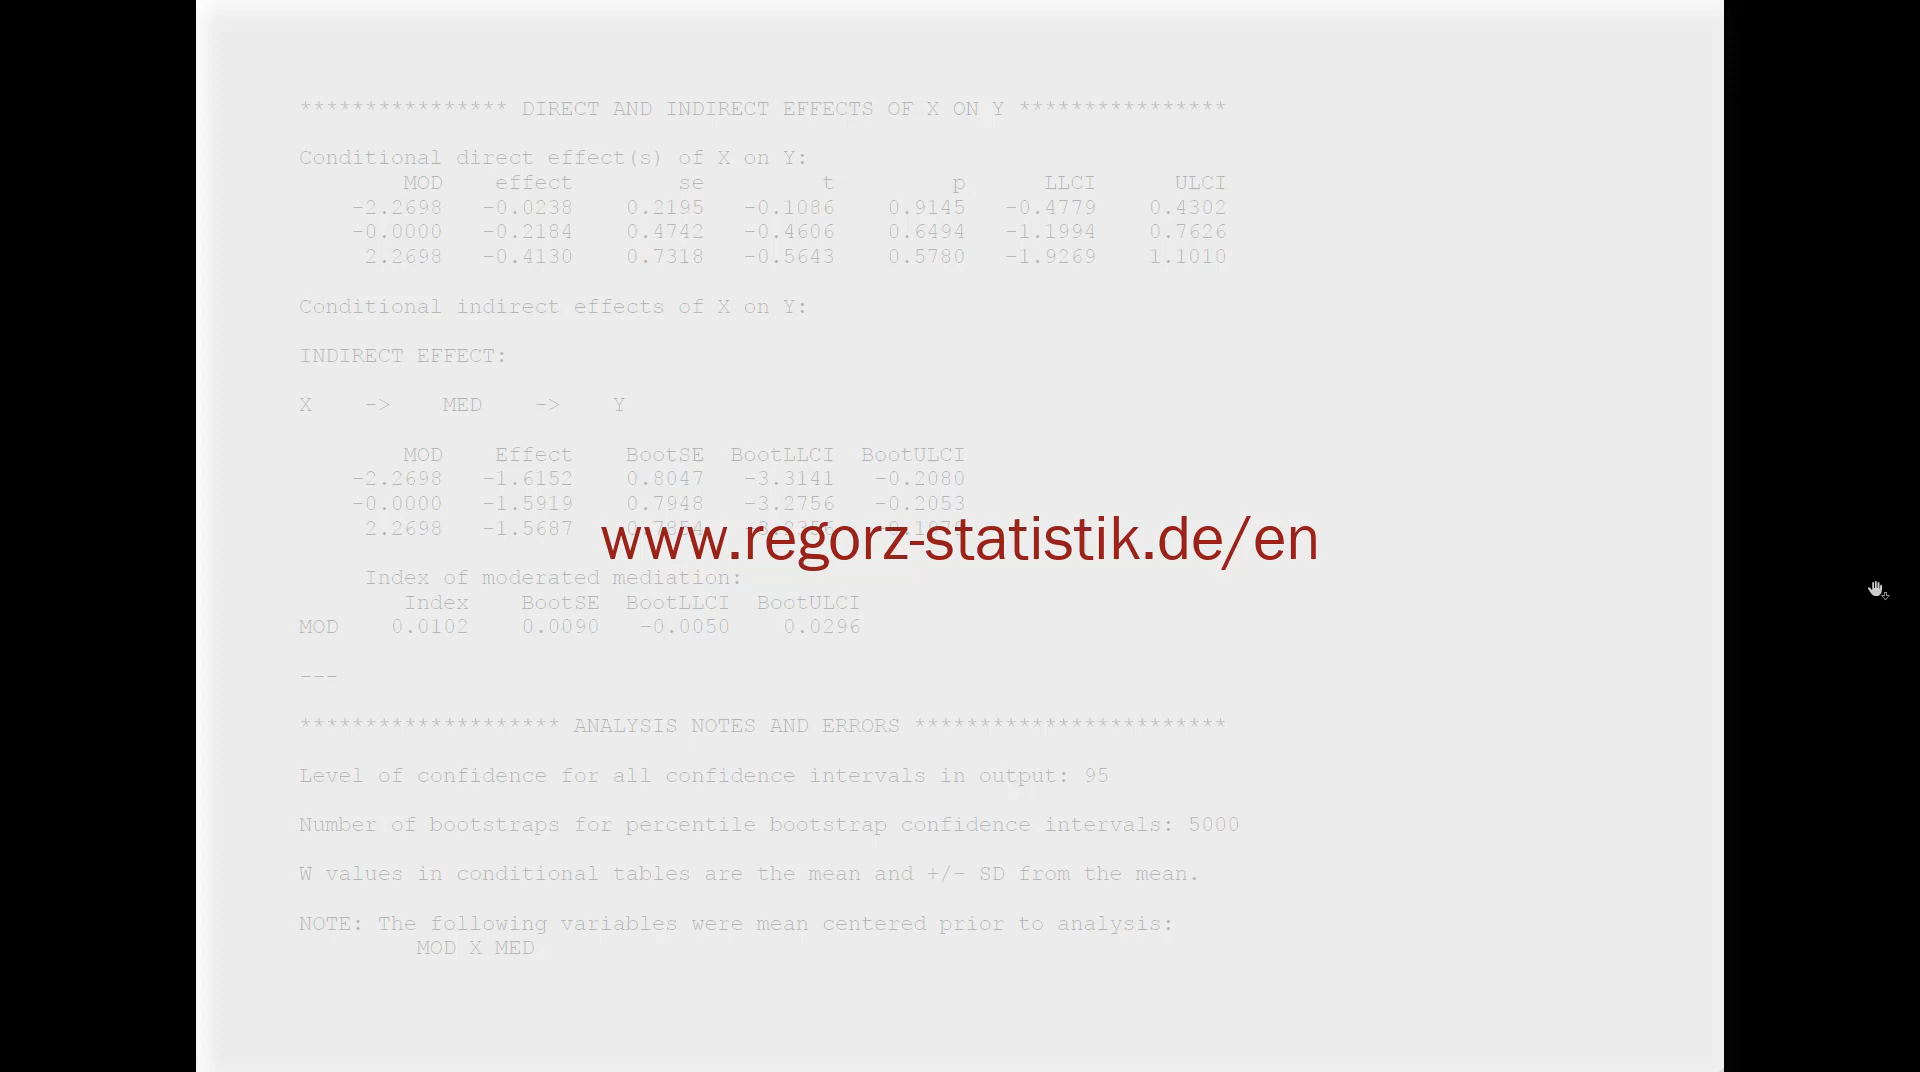 **************** DIRECT AND INDIRECT EFFECTS OF X ON Y ****************
Conditional direct effect(s) of X on Y:
MOD effect se t p LLCI ULCI
-2.2698 -0.0238 0.2195 -0.1086 0.9145 -0.4779 0.4302
-0.0000 -0.2184 0.4742 -0.4606 0.6494 -1.1994 0.7626
2.2698 -0.4130 0.7318 -0.5643 0.5780 -1.9269 1.1010
Conditional indirect effects of X on Y:
INDIRECT EFFECT:
X -> MED -> Y
MOD Effect BootSE BootLLCI BootULCI
-2.2698 -1.6152 0.8047 -3.3141 -0.2080
-0.0000 -1.5919 0.7948 -3.2756 -0.2053
2.2698 -1.5687
www.regorz-statistik.de/en
Index of moderated mediation:
Index BootSE BootLLCI BootULCI
MOD 0.0102 0.0090 -0.0050 0.0296
---
******************** ANALYSIS NOTES AND ERRORS ************************
Level of confidence for all confidence intervals in output: 95
Number of bootstraps for percentile bootstrap confidence intervals: 5000
W values in conditional tables are the mean and +/- SD from the mean.
NOTE: The following variables were mean centered prior to analysis:
MOD X MED